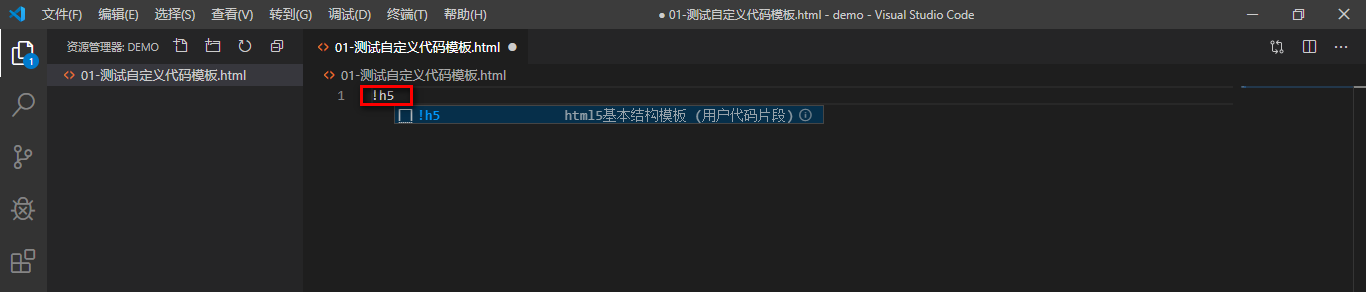 文件(F) 编辑(E) 选择(S) 查看(V) 转到(G) 调试(D) 终端(T) 帮助(H) ● 01-测试自定义代码模板.html - demo - Visual Studio Code
资源管理器: DEMO
01-测试自定义代码模板.html ●
1
01-测试自定义代码模板.html
01-测试自定义代码模板.html
1 !h5
!h5 html5基本结构模板 (用户代码片段)